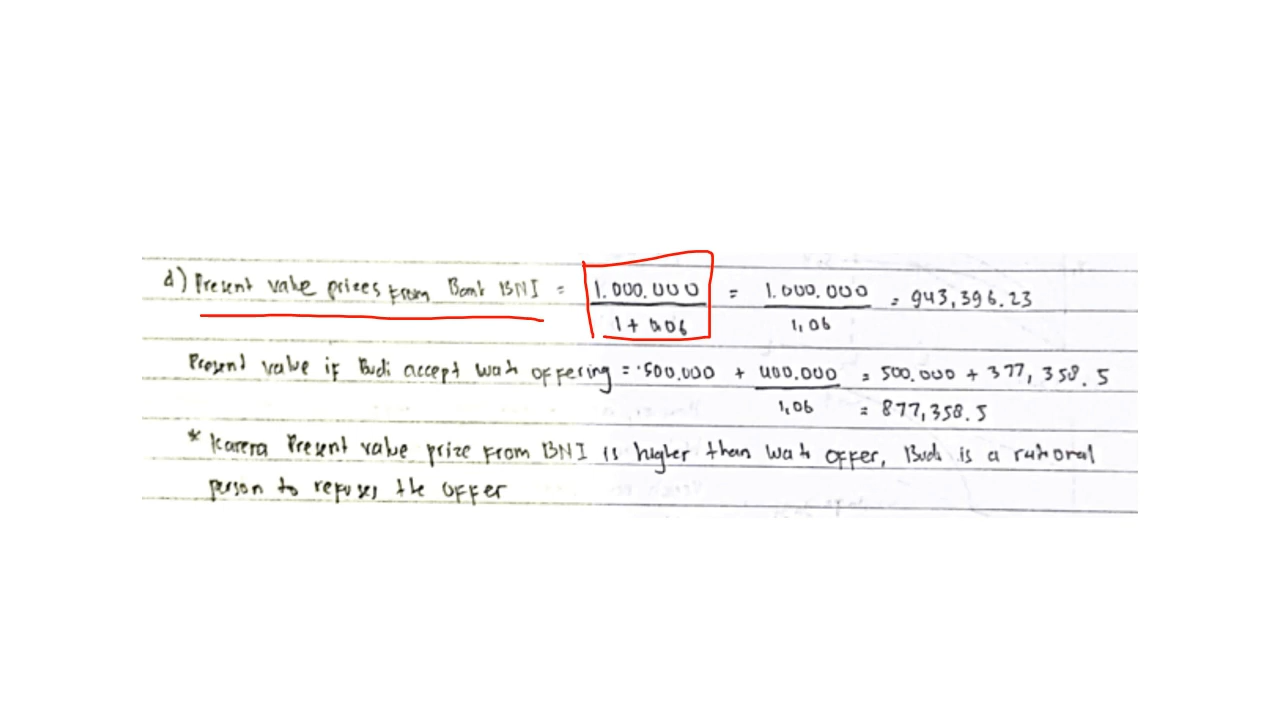 d) Present value prizes from Bank BNI = 1.000.000 / 1 + 0,06 = 1.000.000 / 1,06 = 943,396.23
Present value if Budi accept wati offering = 500.000 + 400.000 / 1,06 = 500.000 + 377,358.5
= 877,358.5
* Karena Present value prize from BNI is higher than wati offer, Budi is a rational
person to refuses the offer